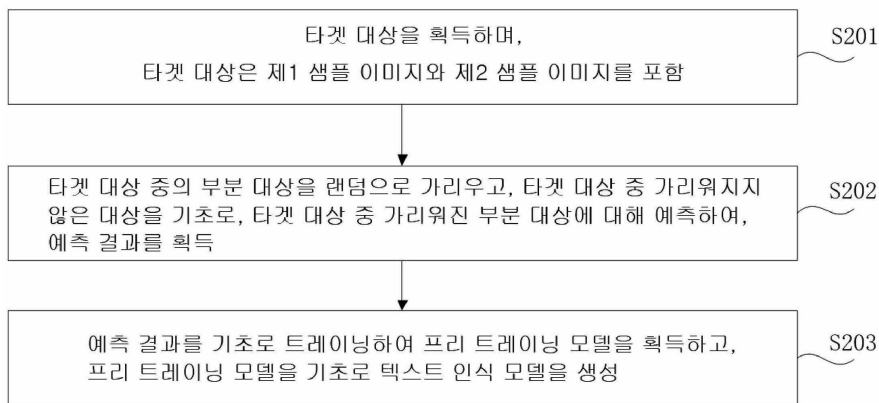 타겟 대상을 획득하며,
타겟 대상은 제1 샘플 이미지와 제2 샘플 이미지를 포함
S201
타겟 대상 중의 부분 대상을 랜덤으로 가리우고, 타겟 대상 중 가리워지지
않은 대상을 기초로, 타겟 대상 중 가리워진 부분 대상에 대해 예측하여,
예측 결과를 획득
S202
예측 결과를 기초로 트레이닝하여 프리 트레이닝 모델을 획득하고,
프리 트레이닝 모델을 기초로 텍스트 인식 모델을 생성
S203